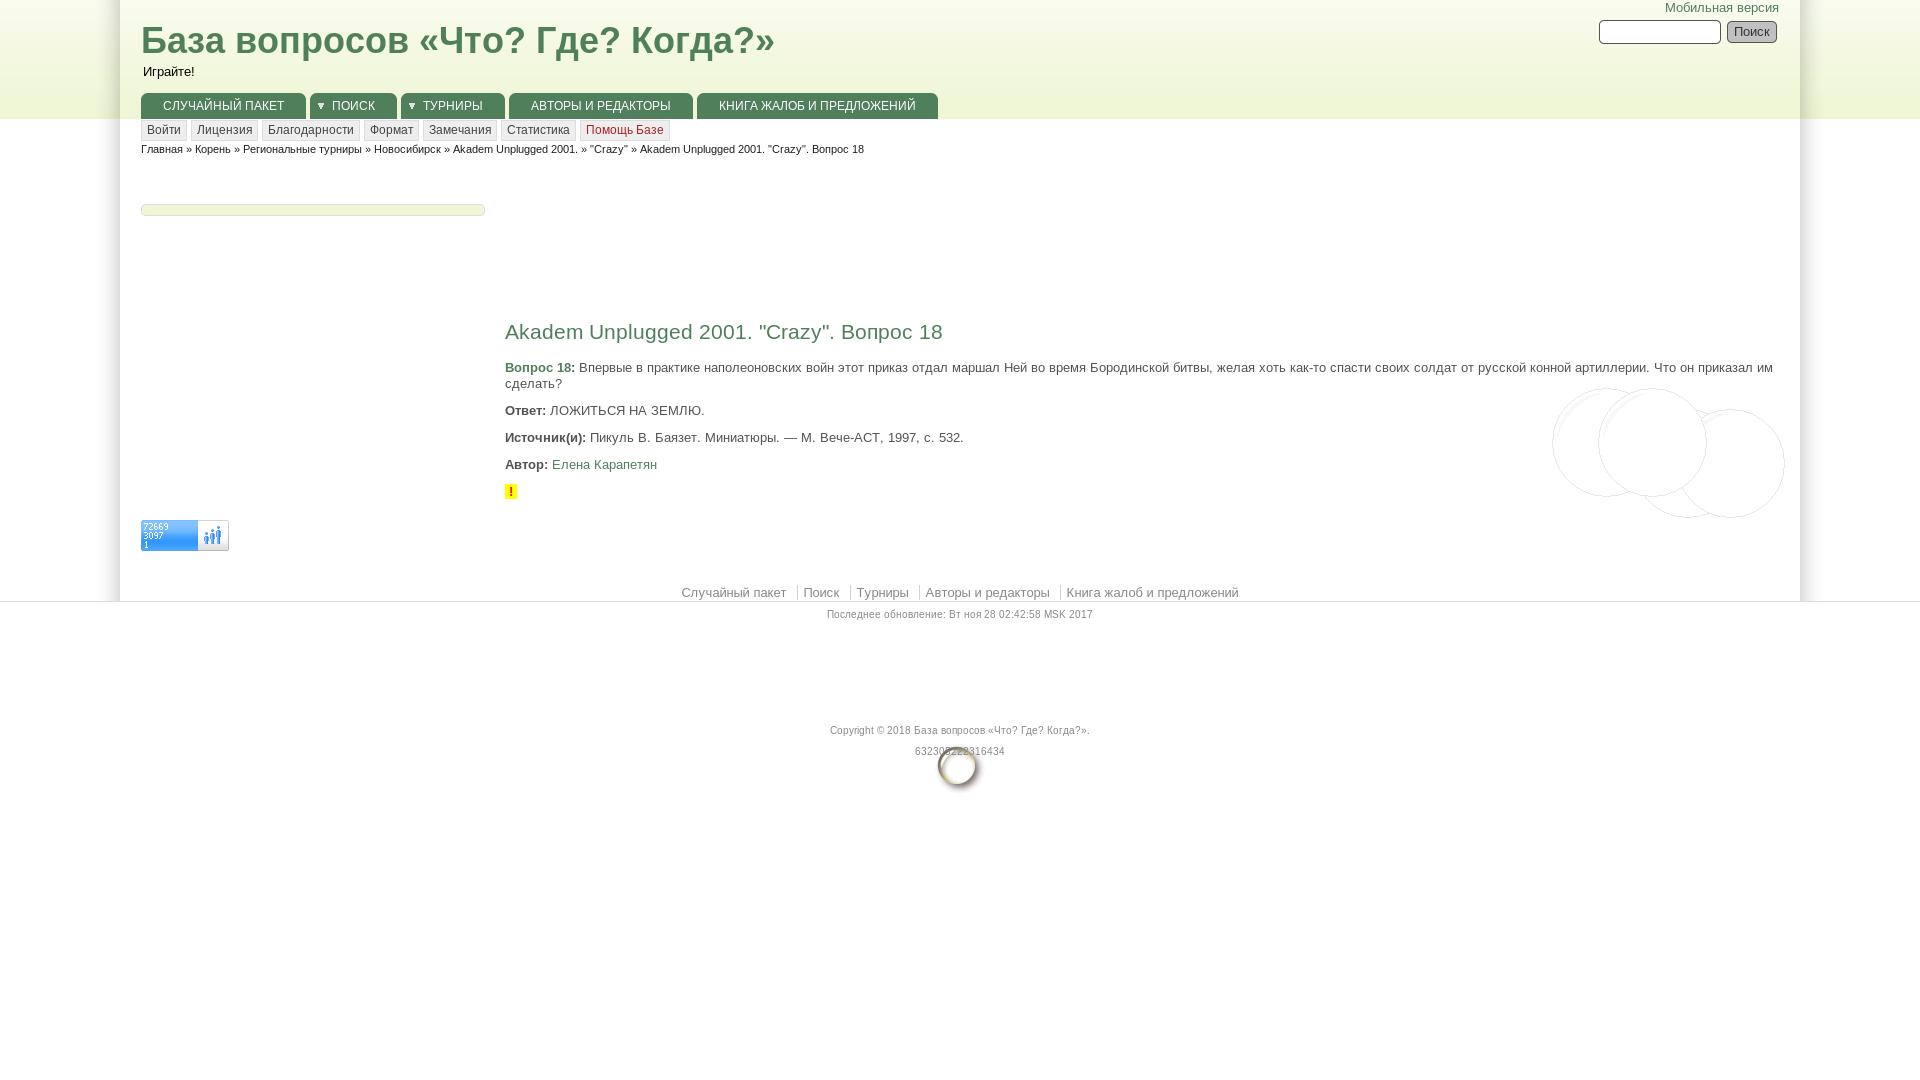 Мобильная версия
База вопросов «Что? Где? Когда?»
Поиск
Играйте!
СЛУЧАЙНЫЙ ПАКЕТ ПОИСК ТУРНИРЫ АВТОРЫ И РЕДАКТОРЫ КНИГА ЖАЛОБ И ПРЕДЛОЖЕНИЙ
Войти Лицензия Благодарности Формат Замечания Статистика Помощь Базе
Главная » Корень » Региональные турниры » Новосибирск » Akadem Unplugged 2001. » "Crazy" » Akadem Unplugged 2001. "Crazy". Вопрос 18
Akadem Unplugged 2001. "Crazy". Вопрос 18
Вопрос 18: Впервые в практике наполеоновских войн этот приказ отдал маршал Ней во время Бородинской битвы, желая хоть как-то спасти своих солдат от русской конной артиллерии. Что он приказал им
сделать?
Ответ: ЛОЖИТЬСЯ НА ЗЕМЛЮ.
Источник(и): Пикуль В. Баязет. Миниатюры. — М. Вече-АСТ, 1997, с. 532.
Автор: Елена Карапетян
!
72669
3097
1
Случайный пакет Поиск Турниры Авторы и редакторы Книга жалоб и предложений
Последнее обновление: Вт ноя 28 02:42:58 MSK 2017
Copyright © 2018 База вопросов «Что? Где? Когда?».